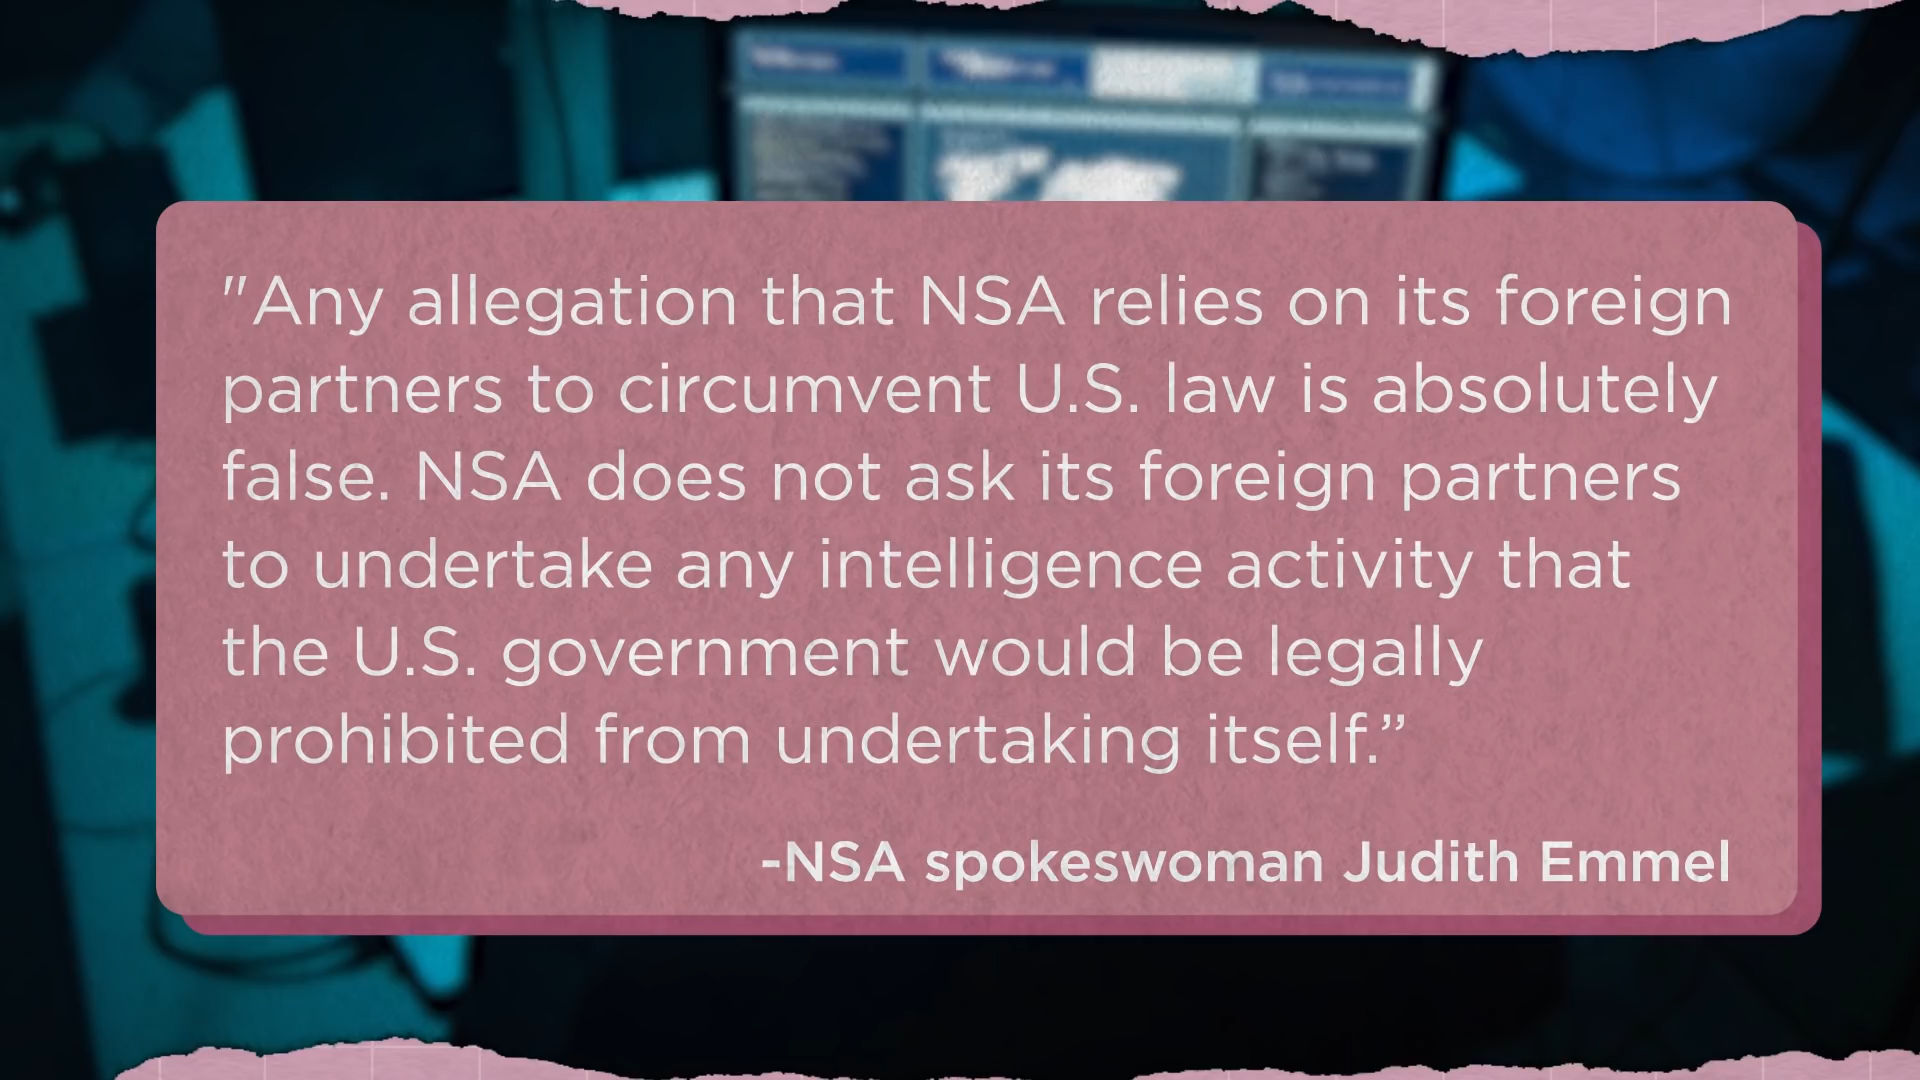 "Any allegation that NSA relies on its foreign
partners to circumvent U.S. law is absolutely
false. NSA does not ask its foreign partners
to undertake any intelligence activity that
the U.S. government would be legally
prohibited from undertaking itself.”
-NSA spokeswoman Judith Emmel